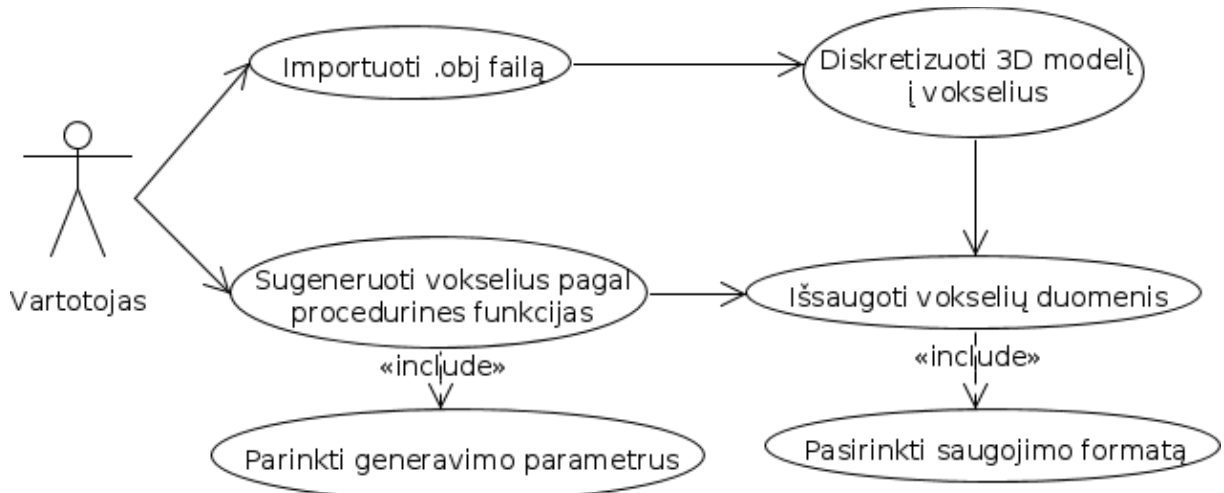 Importuoti .obj failą
Diskretizuoti 3D modelį
į vokselius
Vartotojas
Sugeneruoti vokselius pagal
procedurines funkcijas
Išsaugoti vokselių duomenis
«include»
«include»
Parinkti generavimo parametrus
Pasirinkti saugojimo formatą